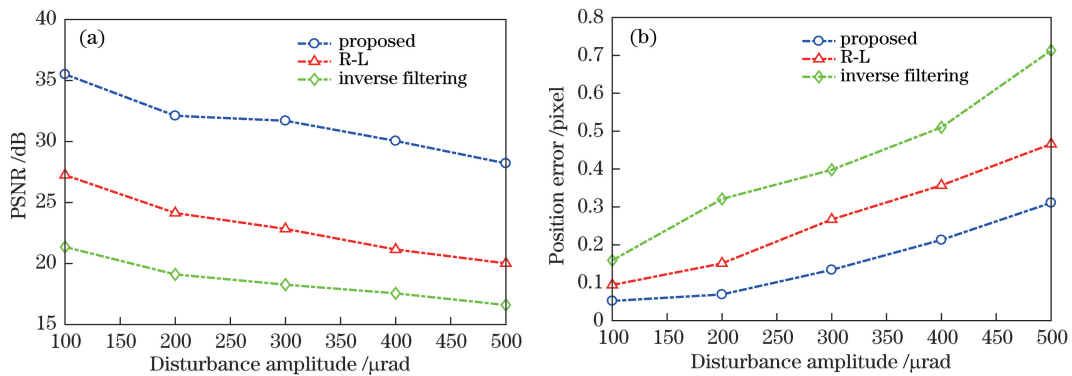 (a)
proposed
R-L
inverse filtering
40
35
30
25
20
15
PSNR /dB
100 150 200 250 300 350 400 450 500
Disturbance amplitude /μrad
(b)
proposed
R-L
inverse filtering
0.8
0.7
0.6
0.5
0.4
0.3
0.2
0.1
0
Position error /pixel
100 150 200 250 300 350 400 450 500
Disturbance amplitude /μrad